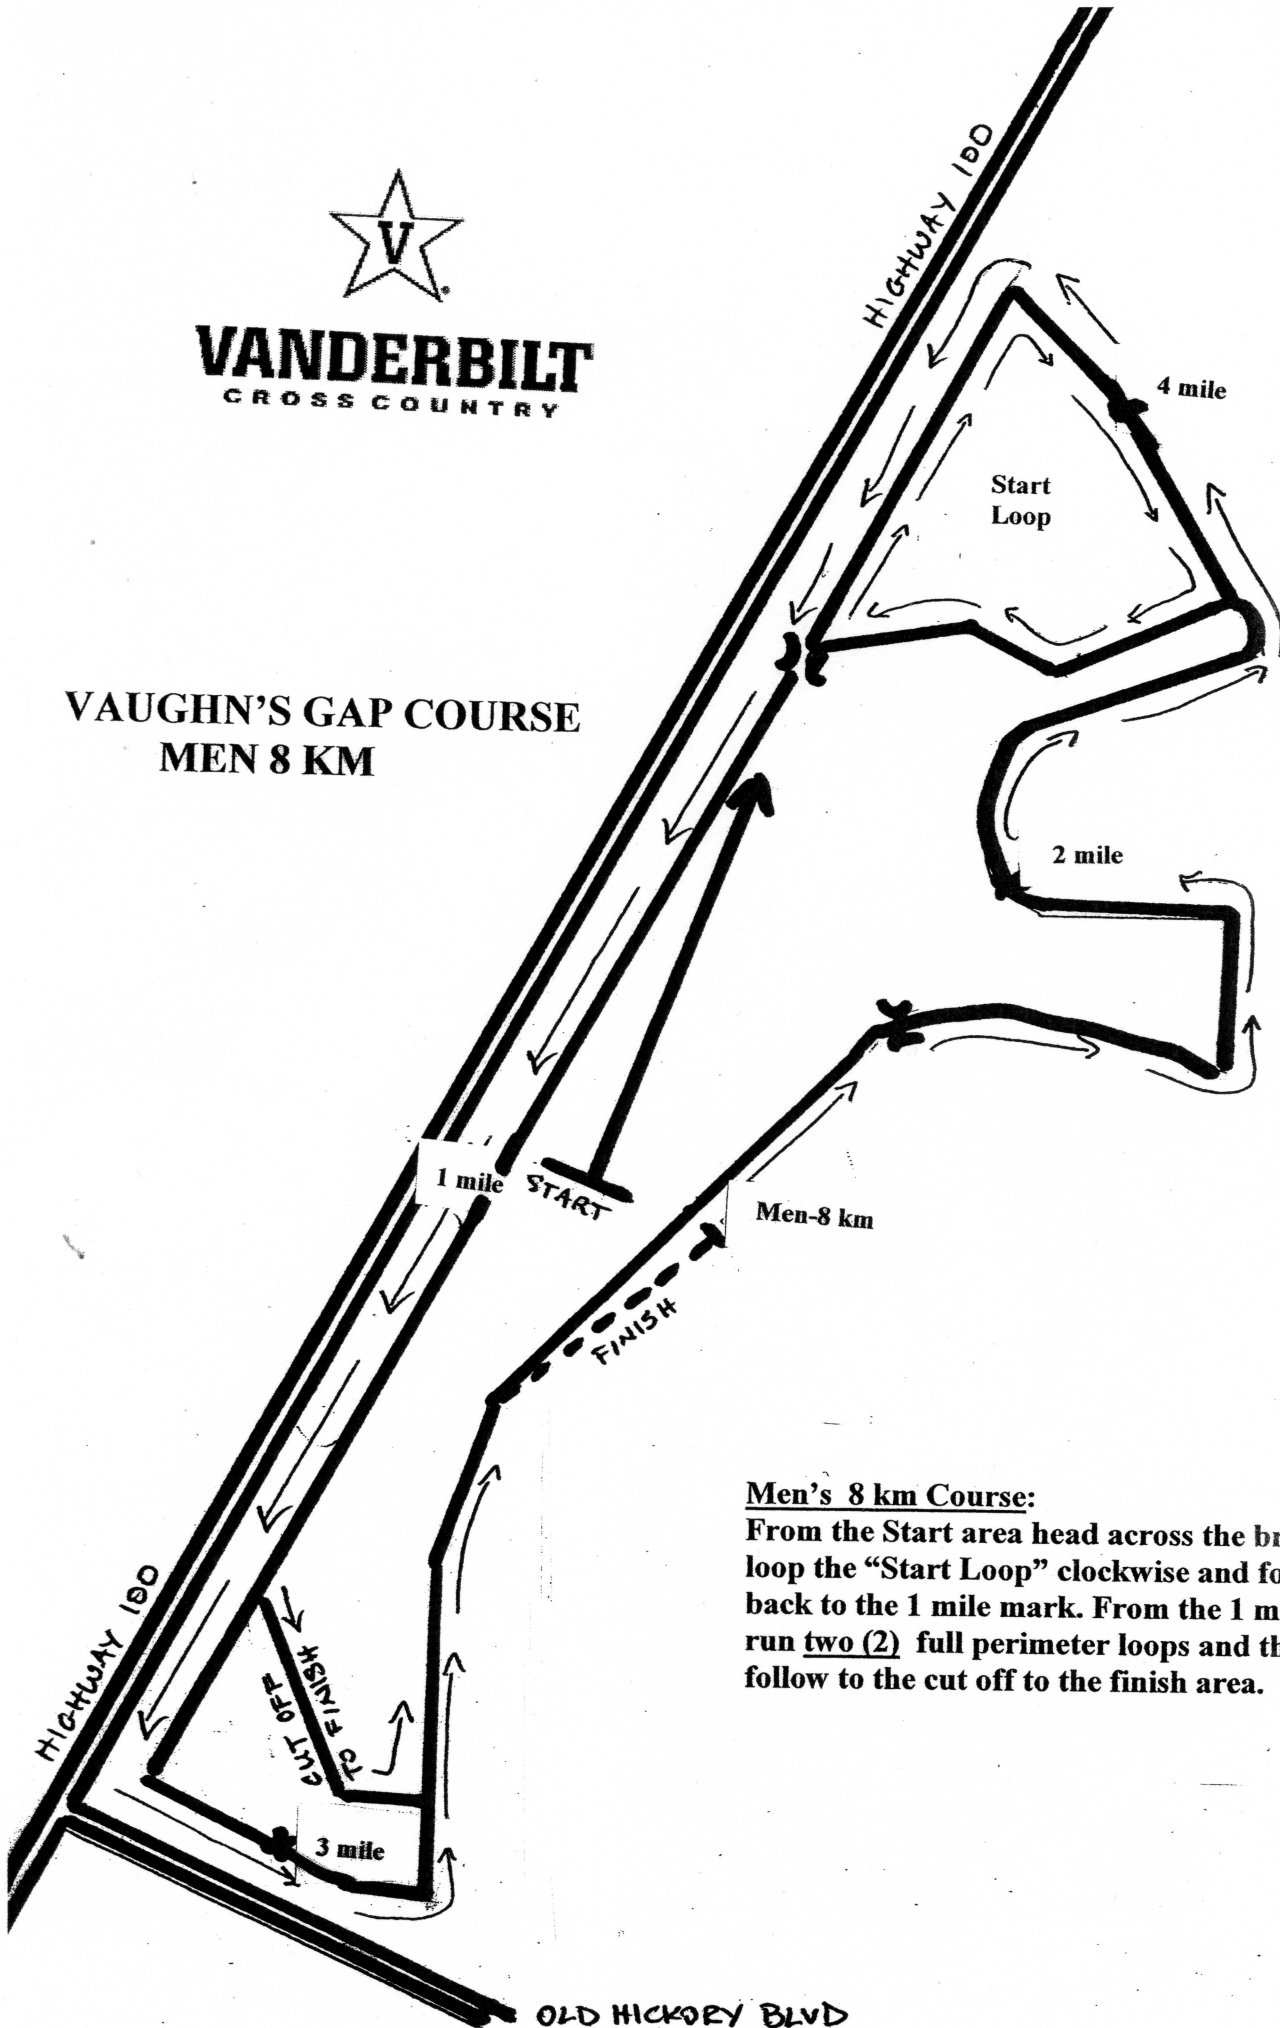 HIGHWAY 100
V
VANDERBILT
CROSS COUNTRY
4 mile
Start
Loop
VAUGHN'S GAP COURSE
MEN 8 KM
2 mile
1 mile
START
Men-8 km
FINISH
Men's 8 km Course:
From the Start area head across the
loop the “Start Loop” clockwise and
back to the 1 mile mark. From the 1
run two (2) full perimeter loops and
follow to the cut off to the finish area.
HIGHWAY 100
CUT OFF
TO FINISH
3 mile
OLD HICKORY BLVD